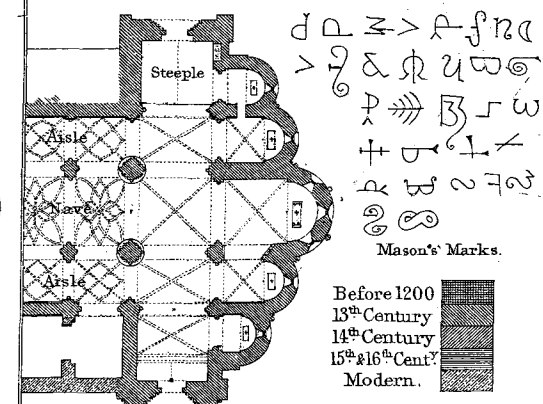 Steeple
Aisle
Nave
Aisle
Mason's Marks.
Before 1200
13th Century
14th Century
15th & 16th Centy
Modern.